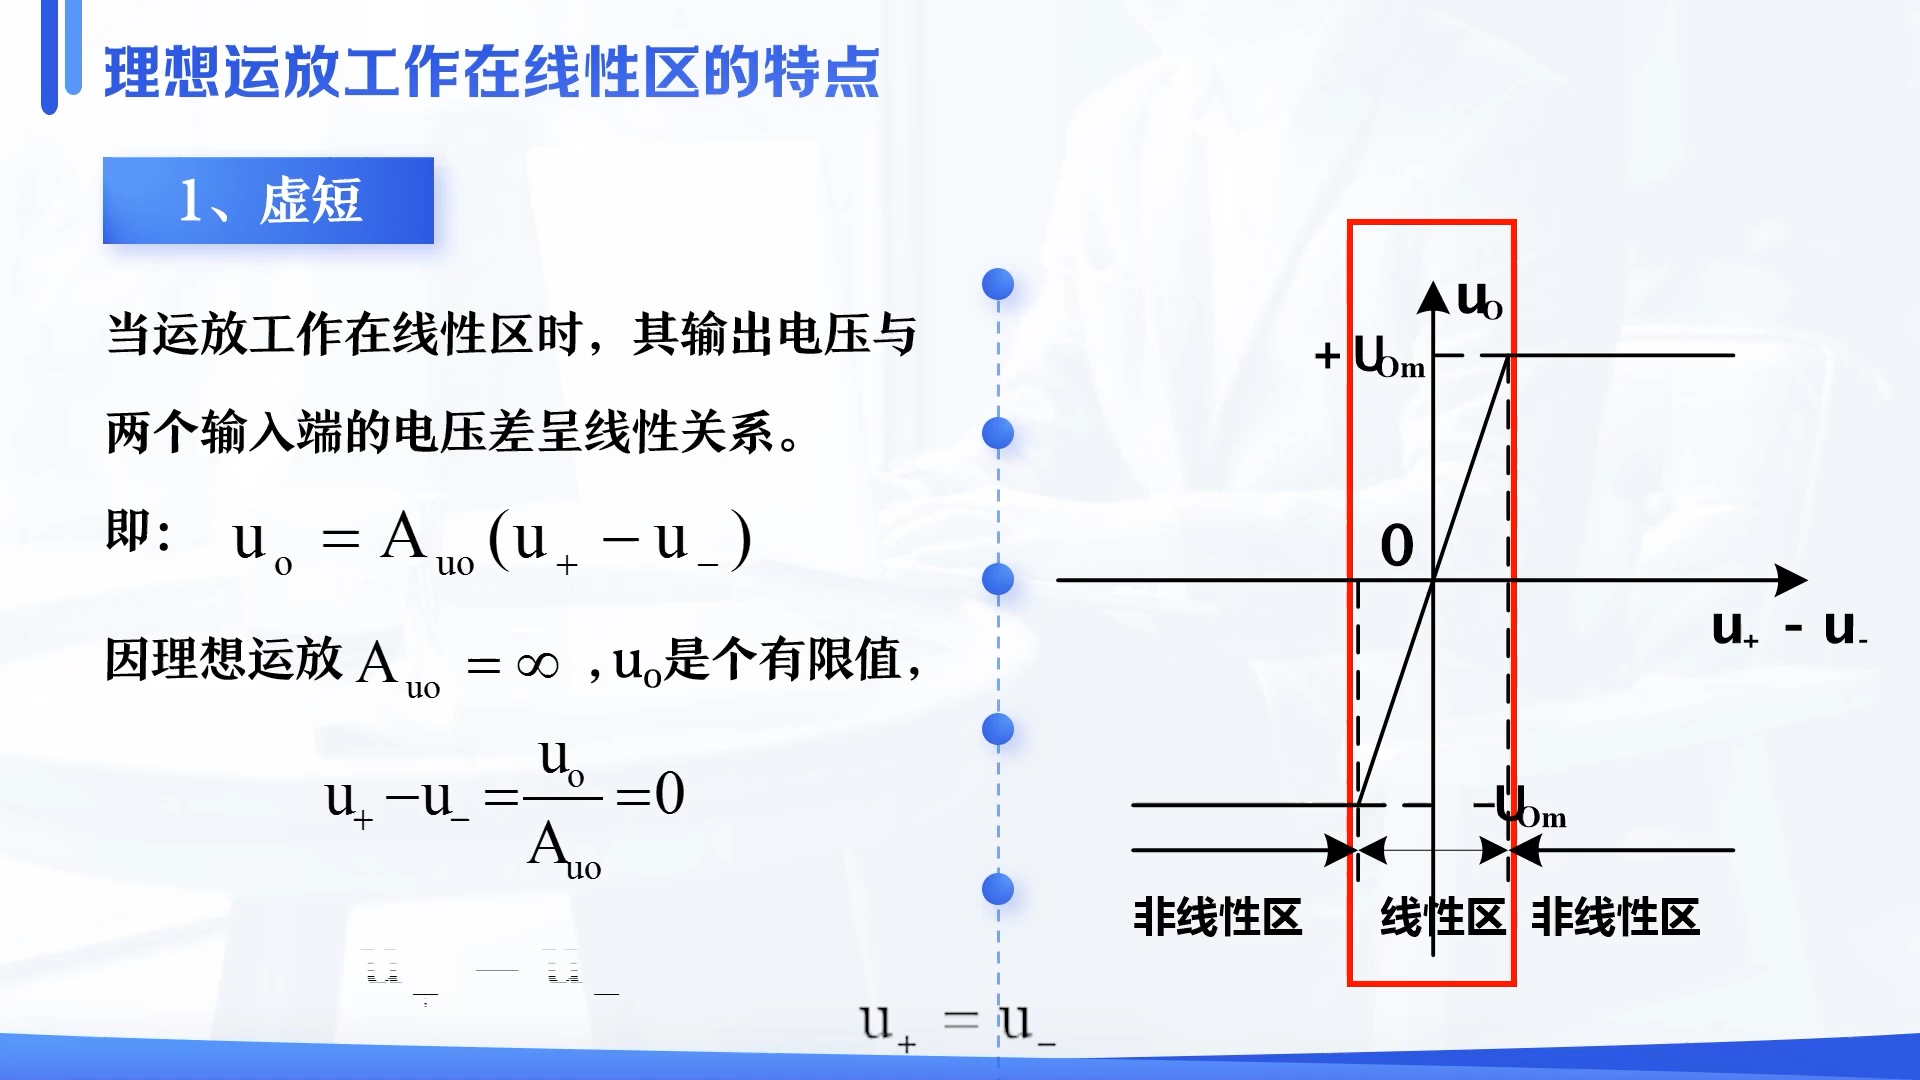 理想运放工作在线性区的特点
1、虚短
当运放工作在线性区时，其输出电压与
两个输入端的电压差呈线性关系。
即： u_o = A_uo (u_+ − u_−)
因理想运放 A_uo = ∞ , u_o是个有限值，
u_+ − u_− = u_o / A_uo = 0
u_+ = u_−
u_O
+U_Om
0
u_+ - u_-
−U_Om
非线性区 线性区 非线性区